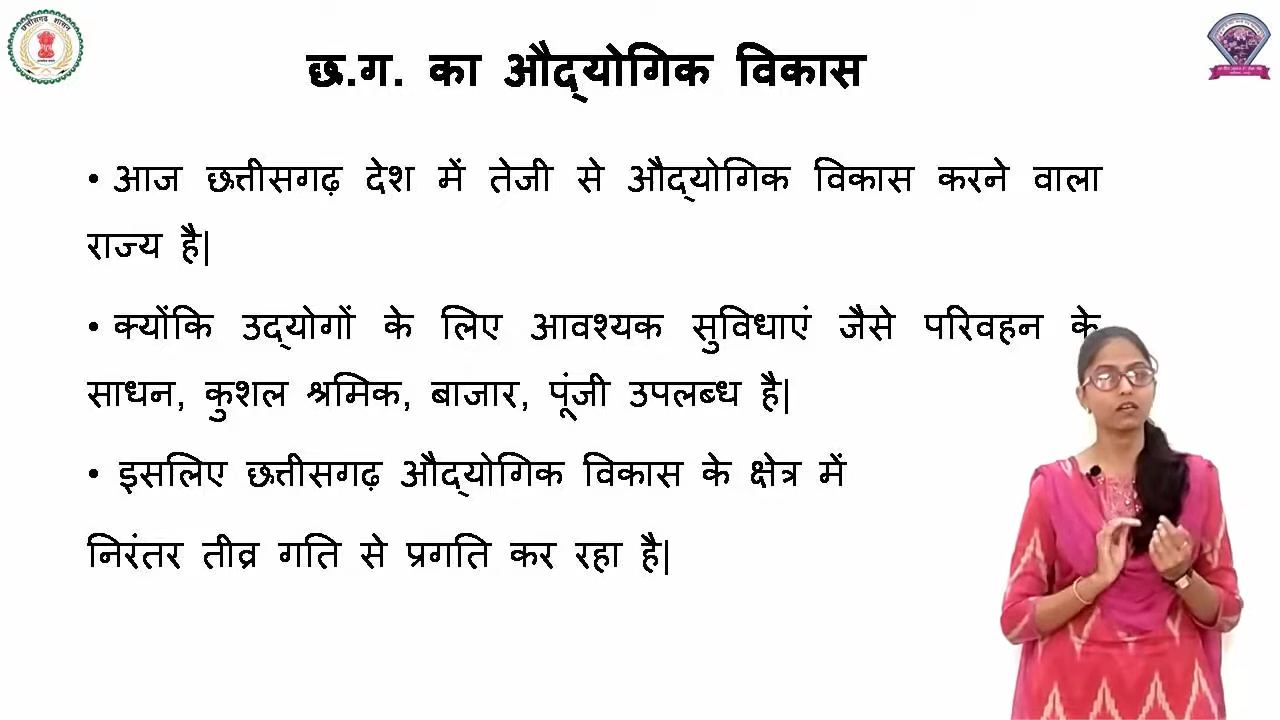 छ.ग. का औद्योगिक विकास
• आज छत्तीसगढ़ देश में तेजी से औद्योगिक विकास करने वाला
राज्य है|
• क्योंकि उद्योगों के लिए आवश्यक सुविधाएं जैसे परिवहन के
साधन, कुशल श्रमिक, बाजार, पूंजी उपलब्ध है|
• इसलिए छत्तीसगढ़ औद्योगिक विकास के क्षेत्र में
निरंतर तीव्र गति से प्रगति कर रहा है|